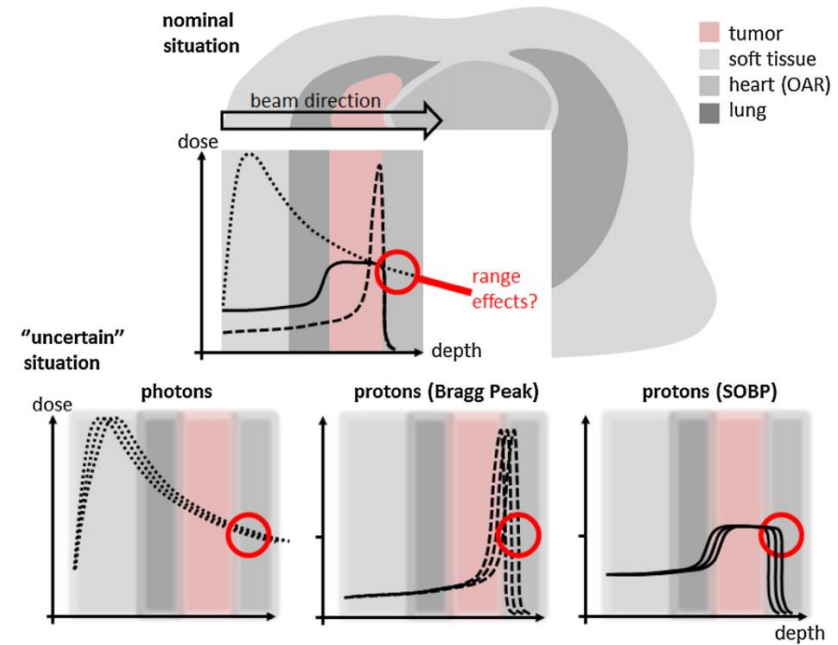 nominal
situation
tumor
soft tissue
heart (OAR)
lung
beam direction
dose
range
effects?
depth
”uncertain”
situation
photons
protons (Bragg Peak)
protons (SOBP)
dose
depth